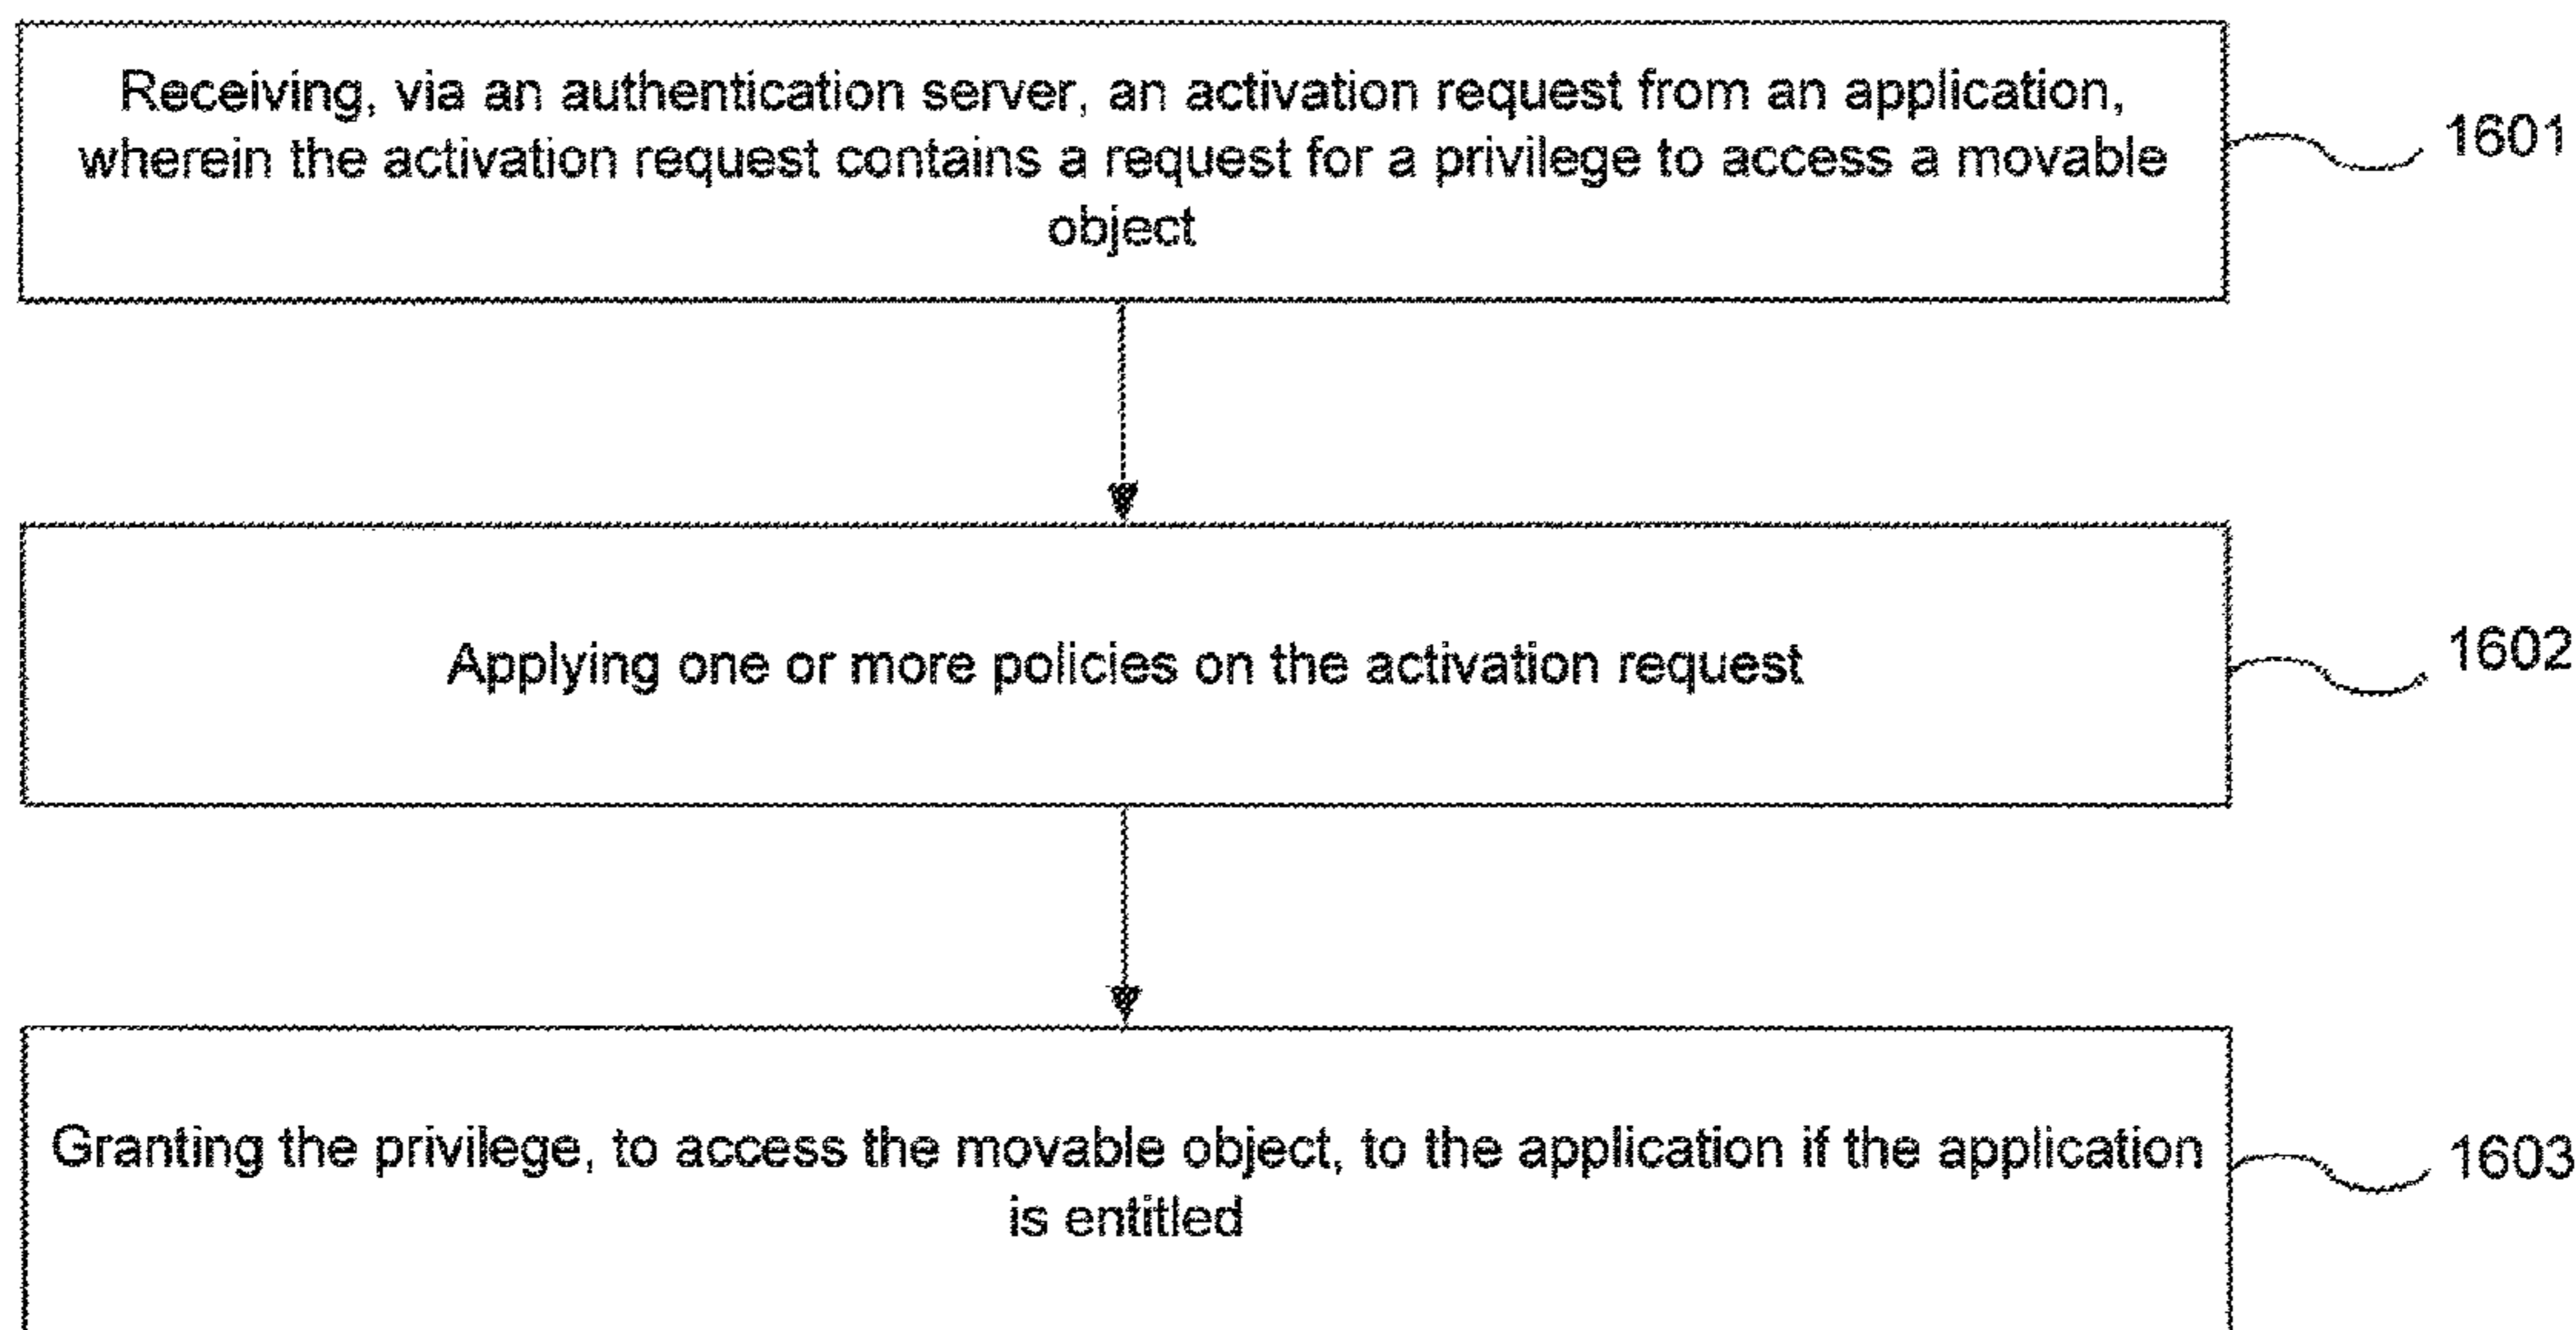 Receiving, via an authentication server, an activation request from an application,
wherein the activation request contains a request for a privilege to access a movable
object
1601
Applying one or more policies on the activation request
1602
Granting the privilege, to access the movable object, to the application if the application
is entitled
1603